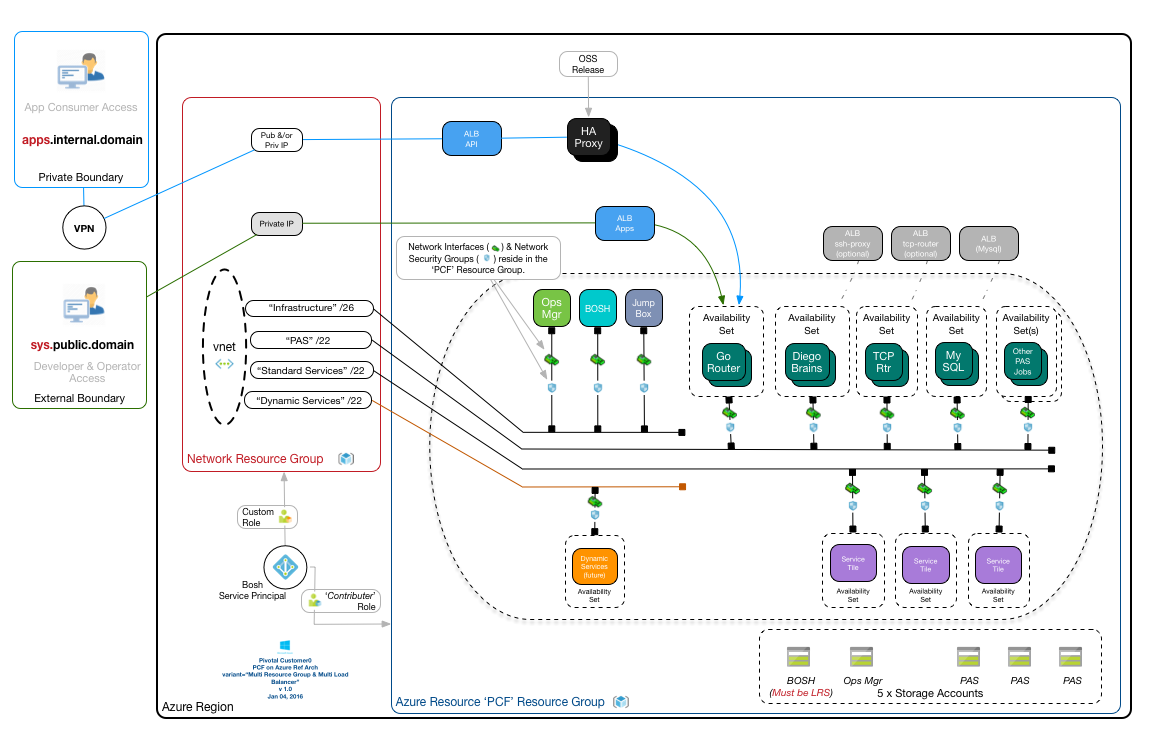 App Consumer Access
apps.internal.domain
Private Boundary
VPN
sys.public.domain
Developer & Operator
Access
External Boundary
OSS
Release
Pub &/or
Priv IP
ALB
API
HA
Proxy
Private IP
ALB
Apps
Network Interfaces ( ) & Network
Security Groups ( ) reside in the
'PCF' Resource Group.
ALB
ssh-proxy
(optional)
ALB
tcp-router
(optional)
ALB
(Mysql)
vnet
"Infrastructure" /26
"PAS" /22
"Standard Services" /22
"Dynamic Services" /22
Network Resource Group
Ops
Mgr
BOSH
Jump
Box
Availability
Set
Go
Router
Availability
Set
Diego
Brains
Availability
Set
TCP
Rtr
Availability
Set
My
SQL
Availability
Set(s)
Other
PAS
Jobs
Custom
Role
Bosh
Service Principal
'Contributer'
Role
Dynamic
Services
(future)
Availability
Set
Service
Tile
Availability
Set
Service
Tile
Availability
Set
Service
Tile
Availability
Set
Pivotal Customer0
PCF on Azure Ref Arch
variant="Multi Resource Group & Multi Load
Balancer"
v 1.0
Jan 04, 2016
BOSH
(Must be LRS)
Ops Mgr
PAS
PAS
PAS
5 x Storage Accounts
Azure Resource 'PCF' Resource Group
Azure Region